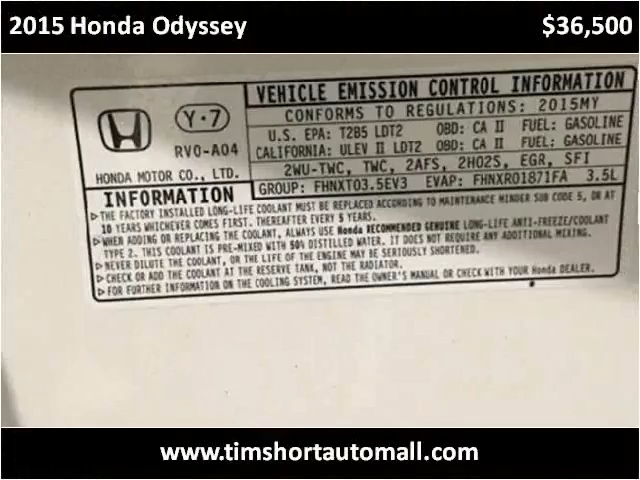 2015 Honda Odyssey
$36,500
VEHICLE EMISSION CONTROL INFORMATION
CONFORMS TO REGULATIONS: 2015MY
U.S. EPA: T2B5 LDT2 OBD: CA II FUEL: GASOLINE
CALIFORNIA: ULEV II LDT2 OBD: CA II FUEL: GASOLINE
2WU-TWC, TWC, 2AFS, 2HO2S, EGR, SFI
GROUP: FHNXT03.5EV3 EVAP: FHNXR01871FA 3.5L
Y-7
RV0-A04
HONDA MOTOR CO., LTD.
INFORMATION
▷THE FACTORY INSTALLED LONG-LIFE COOLANT MUST BE REPLACED ACCORDING TO MAINTENANCE MINDER SUB CODE 5, OR AT
10 YEARS WHICHEVER COMES FIRST. THEREAFTER EVERY 5 YEARS.
▷WHEN ADDING OR REPLACING THE COOLANT, ALWAYS USE Honda RECOMMENDED GENUINE LONG-LIFE ANTI-FREEZE/COOLANT
TYPE 2. THIS COOLANT IS PRE-MIXED WITH 50% DISTILLED WATER. IT DOES NOT REQUIRE ANY ADDITIONAL MIXING.
▷NEVER DILUTE THE COOLANT, OR THE LIFE OF THE ENGINE MAY BE SERIOUSLY SHORTENED.
▷CHECK OR ADD THE COOLANT AT THE RESERVE TANK, NOT THE RADIATOR.
▷FOR FURTHER INFORMATION ON THE COOLING SYSTEM, READ THE OWNER'S MANUAL OR CHECK WITH YOUR Honda DEALER.
www.timshortautomall.com